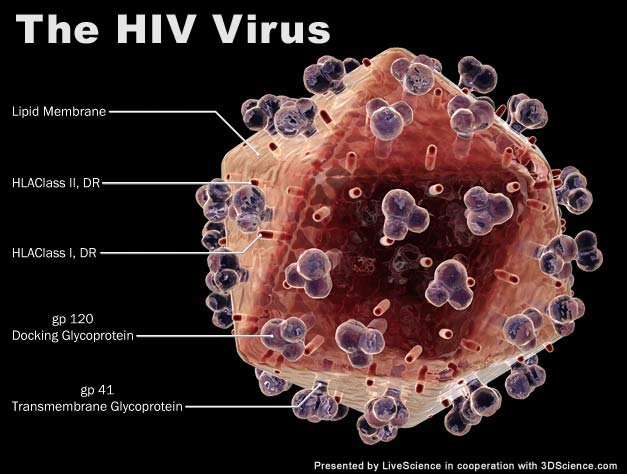 The HIV Virus
Lipid Membrane
HLAClass II, DR
HLAClass I, DR
gp 120
Docking Glycoprotein
gp 41
Transmembrane Glycoprotein
Presented by LiveScience in cooperation with 3DScience.com